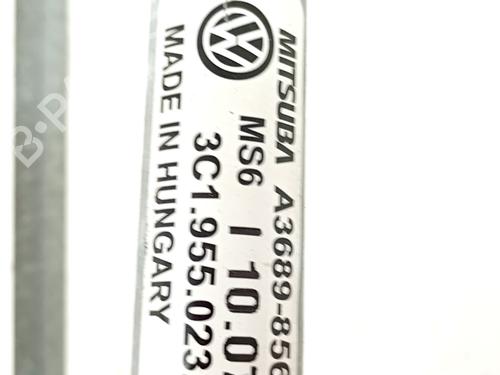 MITSUBA A3689-856
MS6 I 10.07
3C1.955.023
MADE IN HUNGARY